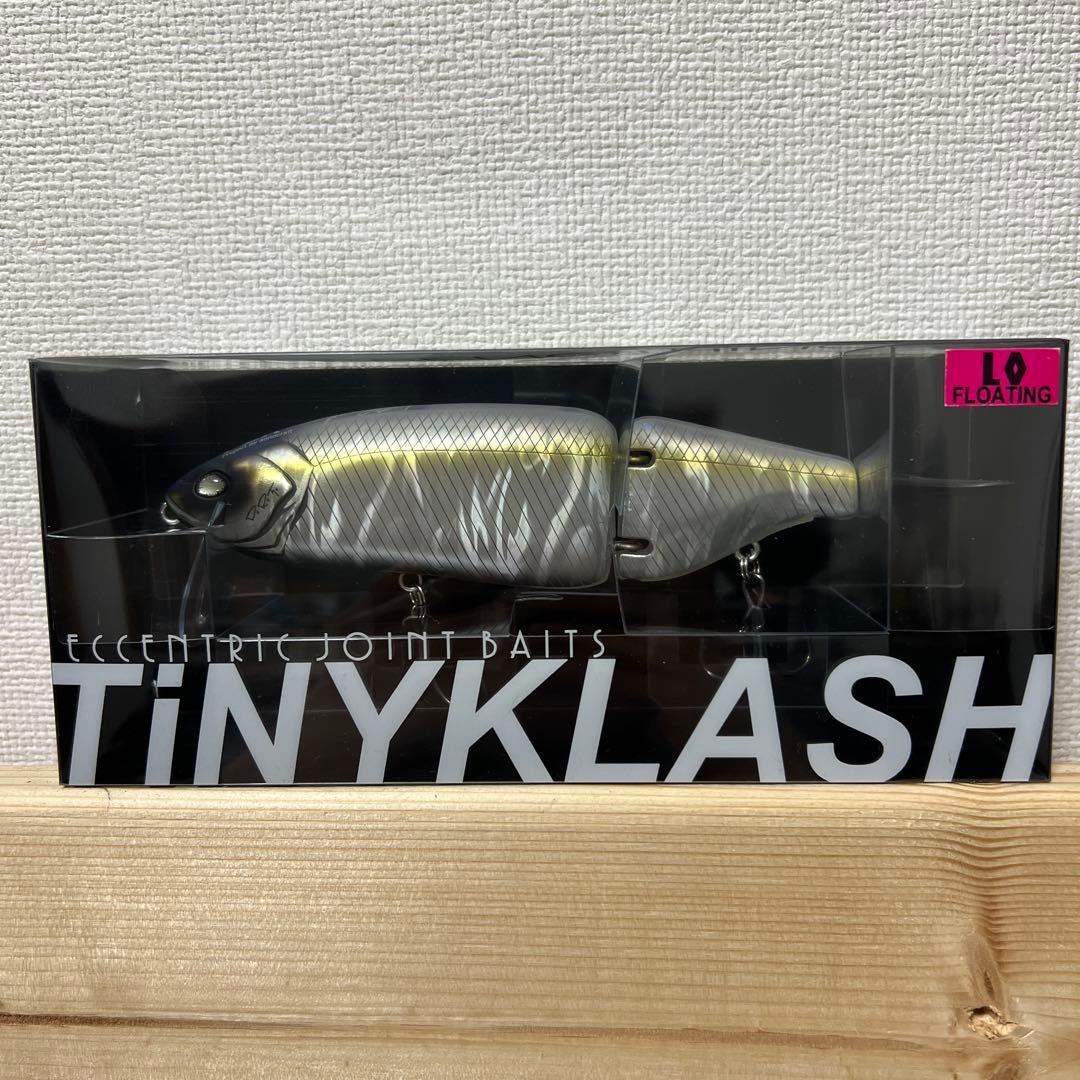 LO
FLOATING
ECCENTRIC JOINT BAITS
TiNYKLASH